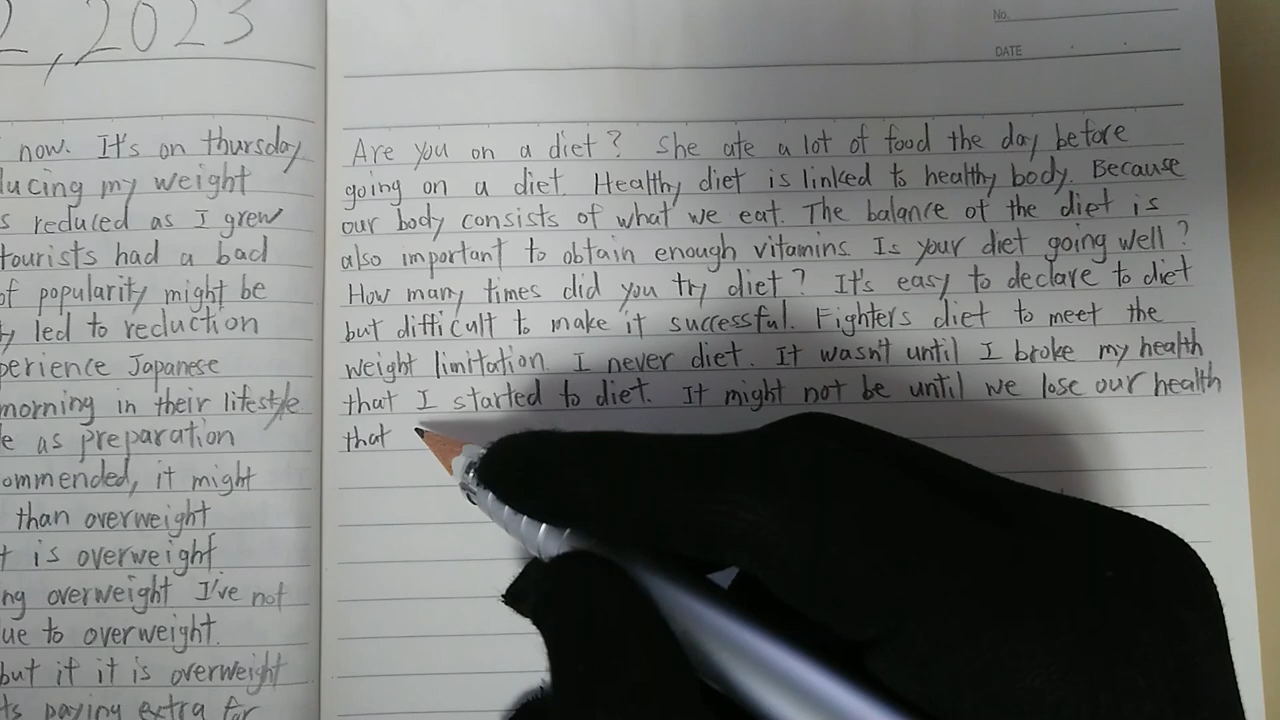 2, 2023
now. It's on thursday
lucing my weight
s reduced as I grew
tourists had a bad
of popularity might be
y led to reduction
perience Japanese
morning in their lifestyle
e as preparation
ommended, it might
than overweight
t is overweight.
ng overweight I've not
ue to overweight.
but it it is overweight
ts paying extra for
No.
DATE
Are you on a diet? She ate a lot of food the day before
going on a diet. Healthy diet is linked to healthy body. Because
our body consists of what we eat. The balance of the diet is
also important to obtain enough vitamins. Is your diet going well?
How many times did you try diet? It's easy to declare to diet
but difficult to make it successful. Fighters diet to meet the
weight limitation. I never diet. It wasn't until I broke my health
that I started to diet. It might not be until we lose our health
that